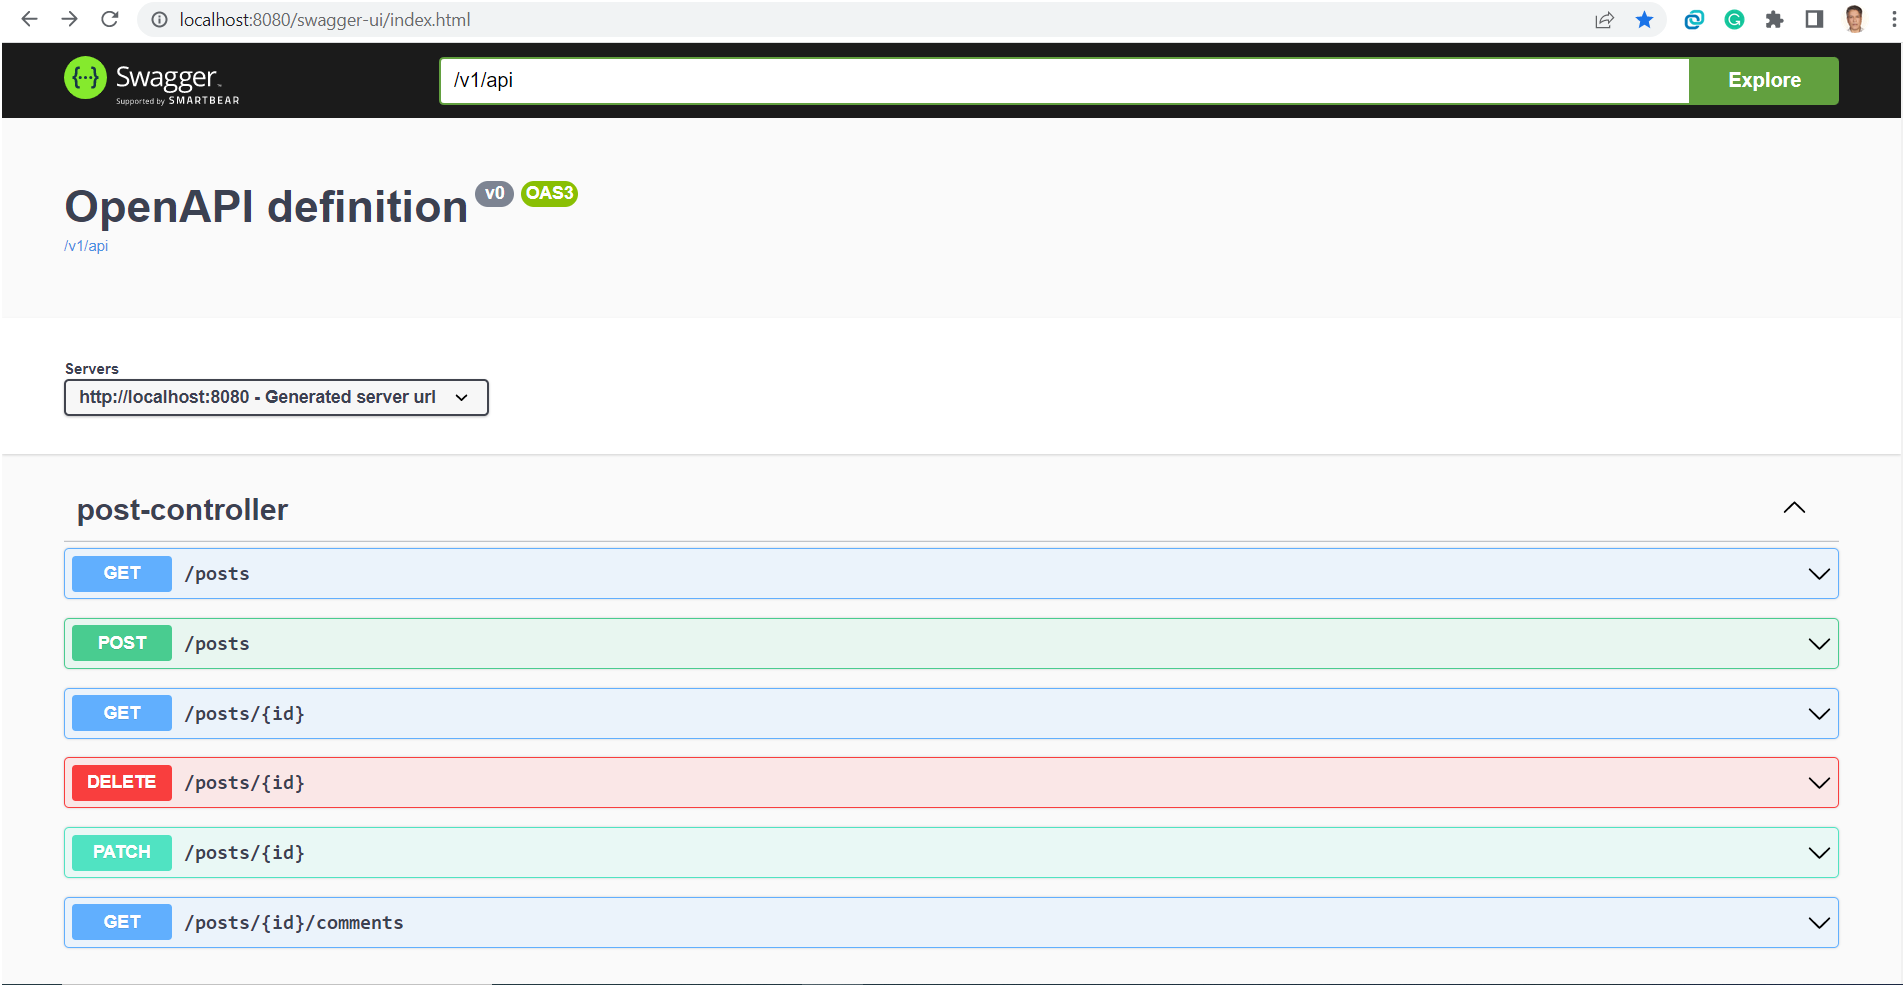 localhost:8080/swagger-ui/index.html
{···} Swagger.
Supported by SMARTBEAR
/v1/api
Explore
OpenAPI definition v0 OAS3
/v1/api
Servers
http://localhost:8080 - Generated server url
post-controller
GET /posts
POST /posts
GET /posts/{id}
DELETE /posts/{id}
PATCH /posts/{id}
GET /posts/{id}/comments